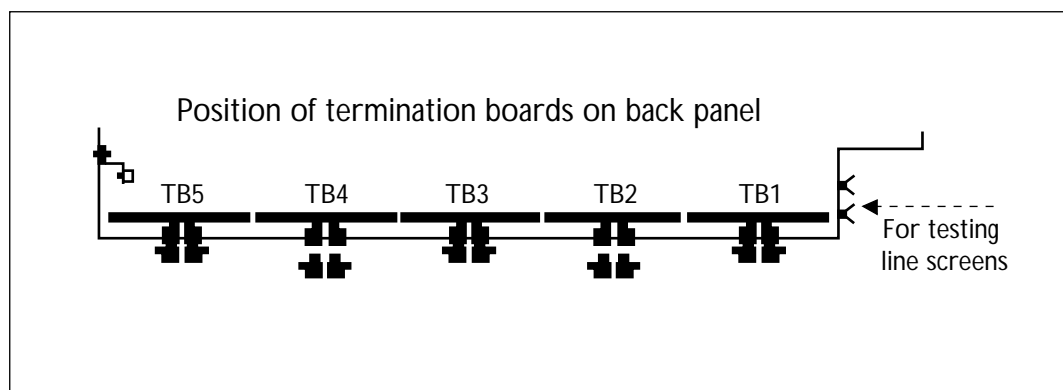 Position of termination boards on back panel
TB5 TB4 TB3 TB2 TB1
For testing
line screens